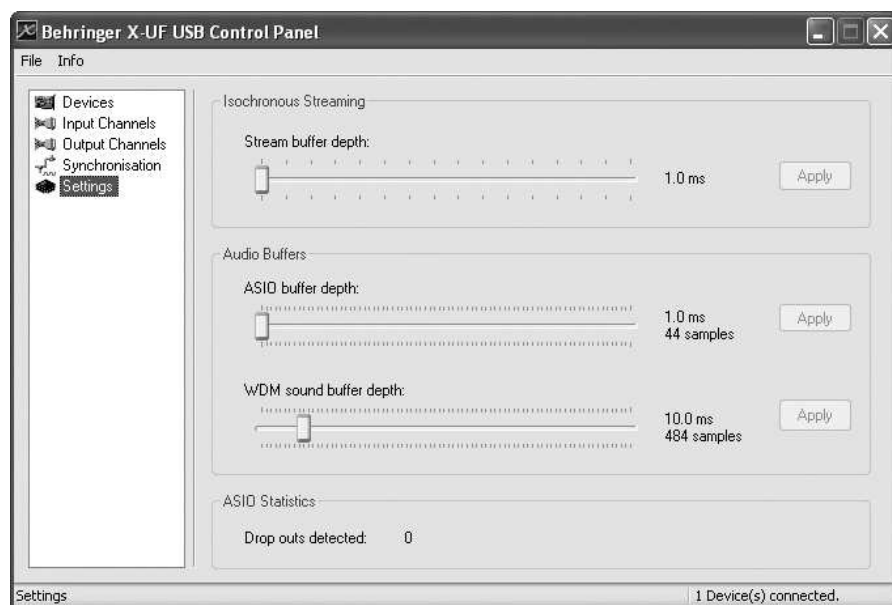 Behringer X-UF USB Control Panel
File Info
Devices
Input Channels
Output Channels
Synchronisation
Settings
Isochronous Streaming
Stream buffer depth:
1.0 ms
Apply
Audio Buffers
ASIO buffer depth:
1.0 ms
44 samples
Apply
WDM sound buffer depth:
10.0 ms
484 samples
Apply
ASIO Statistics
Drop outs detected: 0
Settings
1 Device(s) connected.